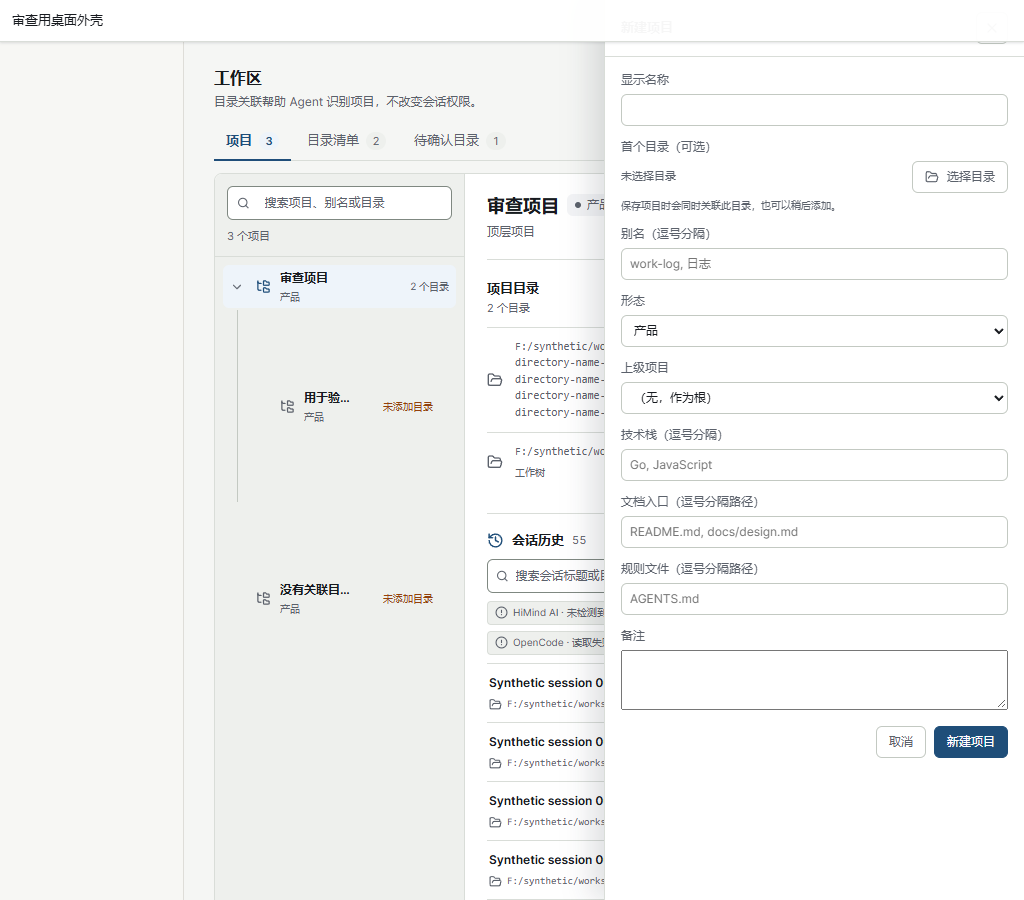 审查用桌面外壳
工作区
目录关联帮助 Agent 识别项目，不改变会话权限。
项目 3
目录清单 2
待确认目录 1
搜索项目、别名或目录
3 个项目
审查项目
产品
2 个目录
用于验...
产品
未添加目录
没有关联目...
产品
未添加目录
审查项目
产品
顶层项目
项目目录
2 个目录
F:/synthetic/wo
directory-name-
directory-name-
directory-name-
directory-name-
F:/synthetic/wo
工作树
会话历史 55
搜索会话标题或目
HiMind AI · 未检测到
OpenCode · 读取失败
Synthetic session 0
F:/synthetic/works
Synthetic session 0
F:/synthetic/works
Synthetic session 0
F:/synthetic/works
Synthetic session 0
F:/synthetic/works
新建项目
显示名称
首个目录（可选）
未选择目录
选择目录
保存项目时会同时关联此目录，也可以稍后添加。
别名（逗号分隔）
work-log, 日志
形态
产品
上级项目
（无，作为根）
技术栈（逗号分隔）
Go, JavaScript
文档入口（逗号分隔路径）
README.md, docs/design.md
规则文件（逗号分隔路径）
AGENTS.md
备注
取消
新建项目